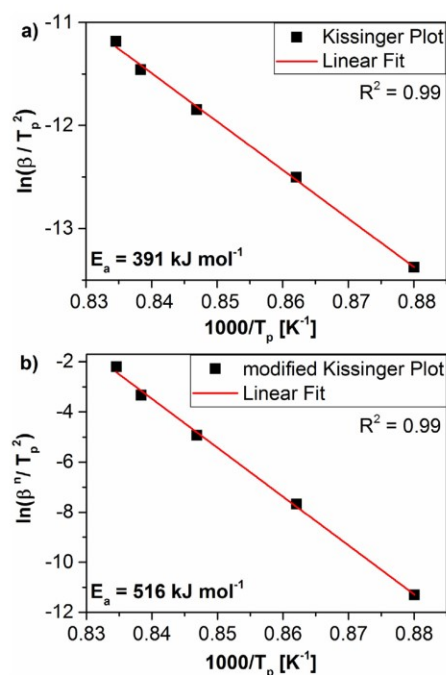 a)
-11
-12
-13
ln(β / Tₚ²)
Kissinger Plot
Linear Fit
R² = 0.99
Eₐ = 391 kJ mol⁻¹
0.83 0.84 0.85 0.86 0.87 0.88
1000/Tₚ [K⁻¹]
b)
-2
-4
-6
-8
-10
-12
ln(βⁿ/ Tₚ²)
modified Kissinger Plot
Linear Fit
R² = 0.99
Eₐ = 516 kJ mol⁻¹
0.83 0.84 0.85 0.86 0.87 0.88
1000/Tₚ [K⁻¹]